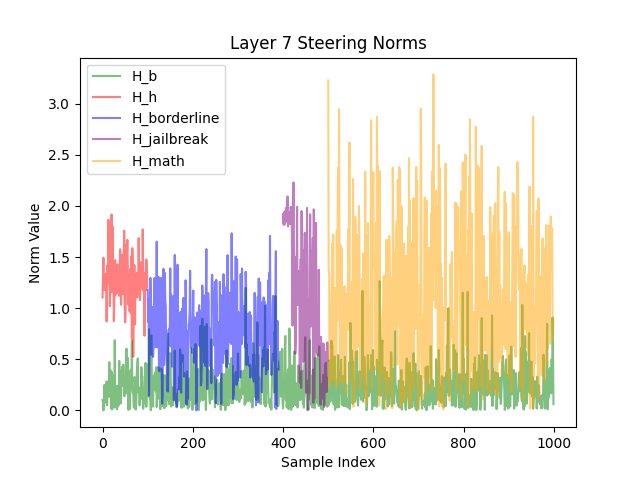 Layer 7 Steering Norms
H_b
H_h
H_borderline
H_jailbreak
H_math
Norm Value
3.0
2.5
2.0
1.5
1.0
0.5
0.0
0
200
400
600
800
1000
Sample Index